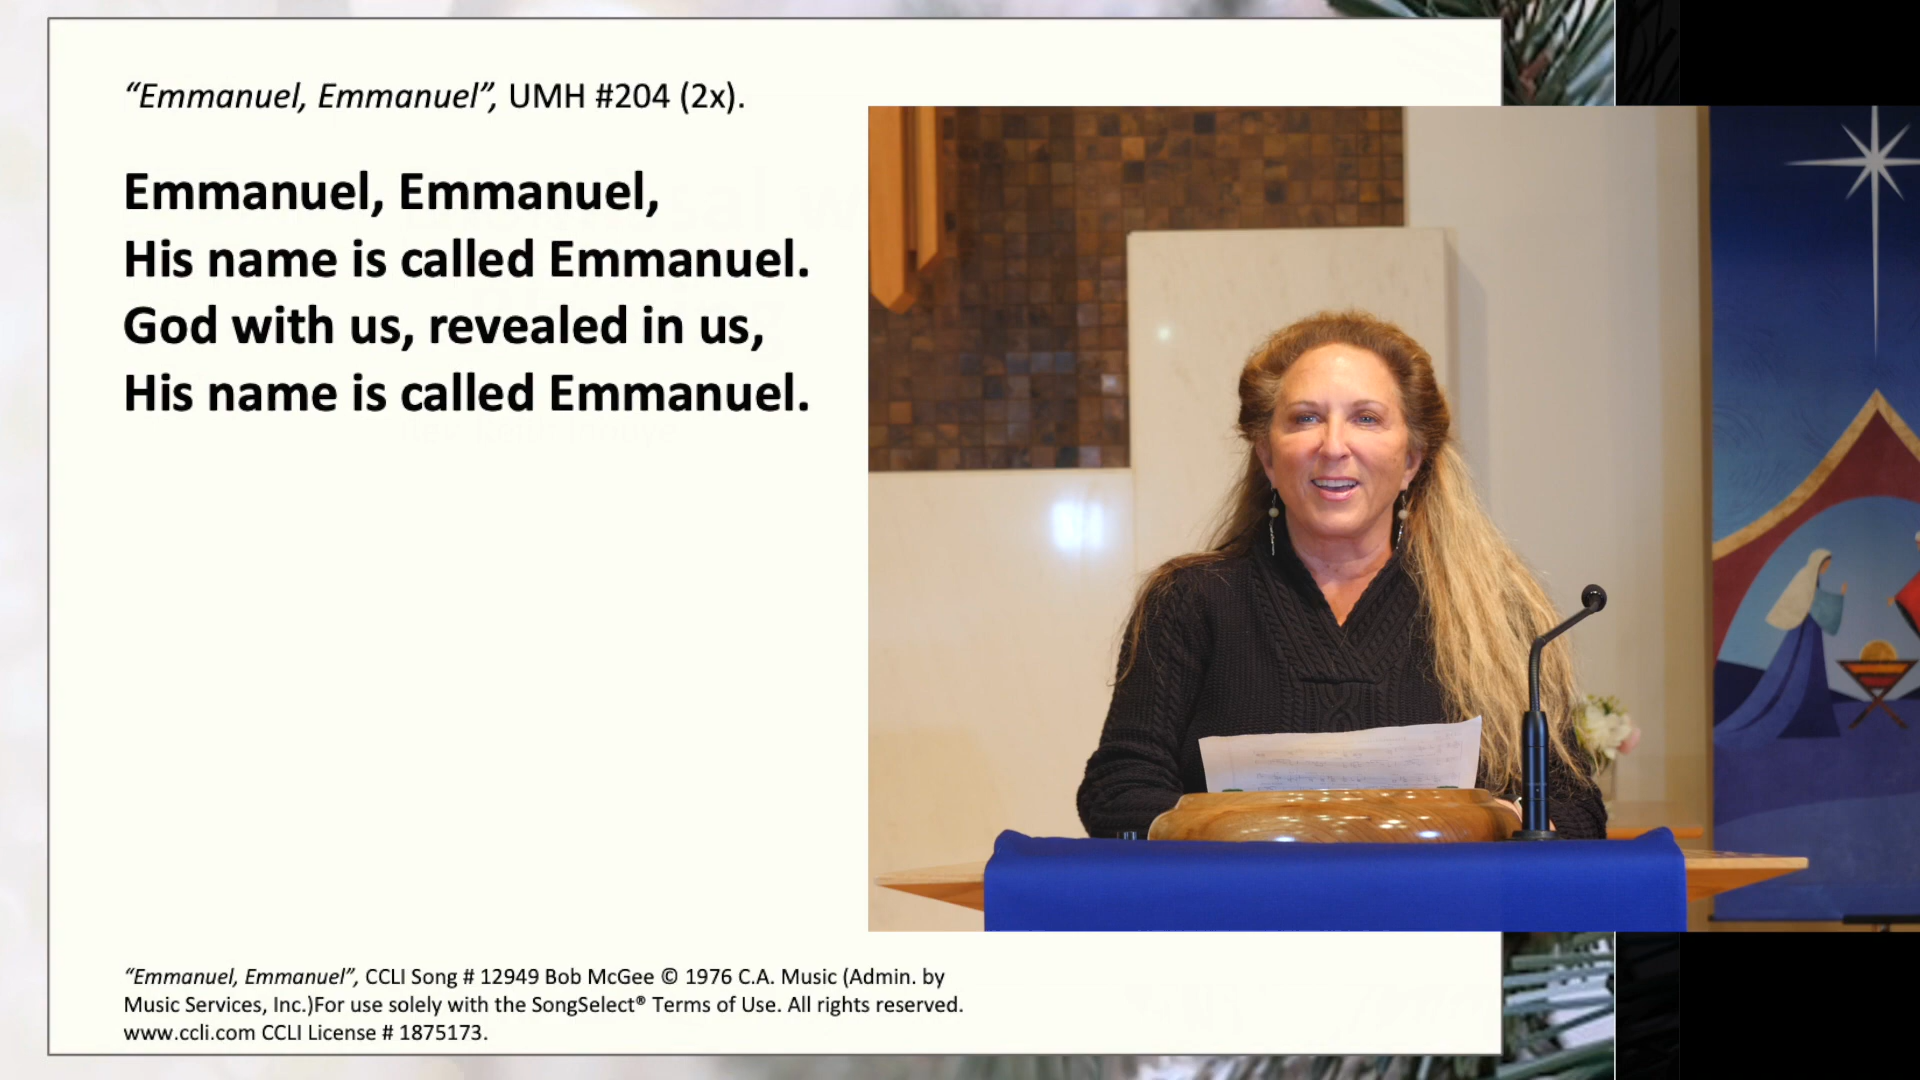 “Emmanuel, Emmanuel”, UMH #204 (2x).
Emmanuel, Emmanuel,
His name is called Emmanuel.
God with us, revealed in us,
His name is called Emmanuel.
“Emmanuel, Emmanuel”, CCLI Song # 12949 Bob McGee © 1976 C.A. Music (Admin. by
Music Services, Inc.)For use solely with the SongSelect® Terms of Use. All rights reserved.
www.ccli.com CCLI License # 1875173.